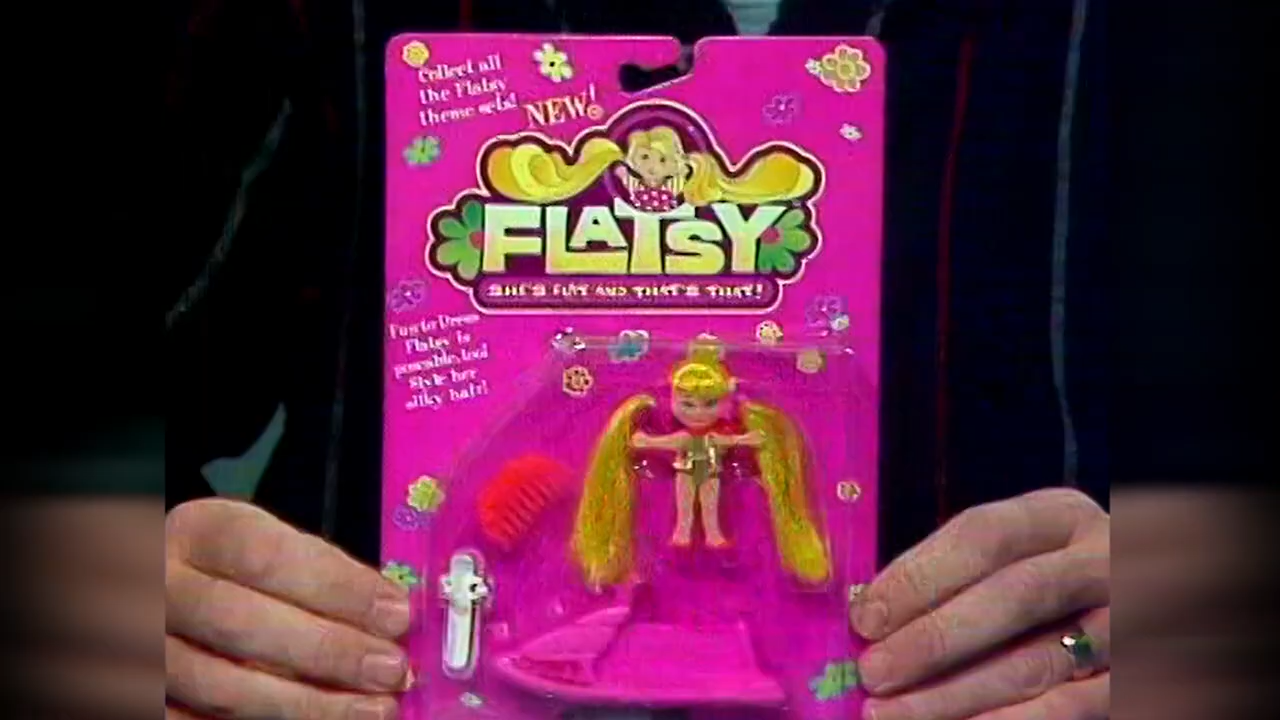 Collect all
the Flatsy
theme sets!
NEW!
FLATSY
SHE'S FLAT AND THAT'S THAT!
Fun to Dress
Flatsy is
poseable, too!
Style her
silky hair!